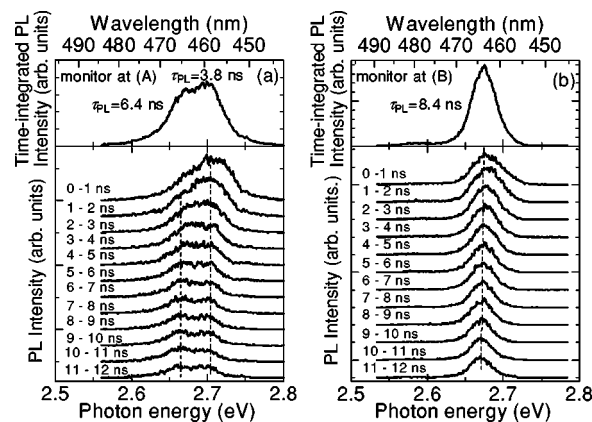 Wavelength (nm)
490 480 470 460 450
Time-integrated PL
Intensity (arb. units)
monitor at (A) τPL=3.8 ns (a)
τPL=6.4 ns
PL Intensity (arb. units)
0 -1 ns
1 - 2 ns
2 - 3 ns
3 - 4 ns
4 - 5 ns
5 - 6 ns
6 - 7 ns
7 - 8 ns
8 - 9 ns
9 - 10 ns
10 - 11 ns
11 - 12 ns
2.5 2.6 2.7 2.8
Photon energy (eV)
Wavelength (nm)
490 480 470 460 450
Time-integrated PL
Intensity (arb. units)
monitor at (B) (b)
τPL=8.4 ns
PL Intensity (arb. units.)
0 -1 ns
1 - 2 ns
2 - 3 ns
3 - 4 ns
4 - 5 ns
5 - 6 ns
6 - 7 ns
7 - 8 ns
8 - 9 ns
9 - 10 ns
10 - 11 ns
11 - 12 ns
2.5 2.6 2.7 2.8
Photon energy (eV)